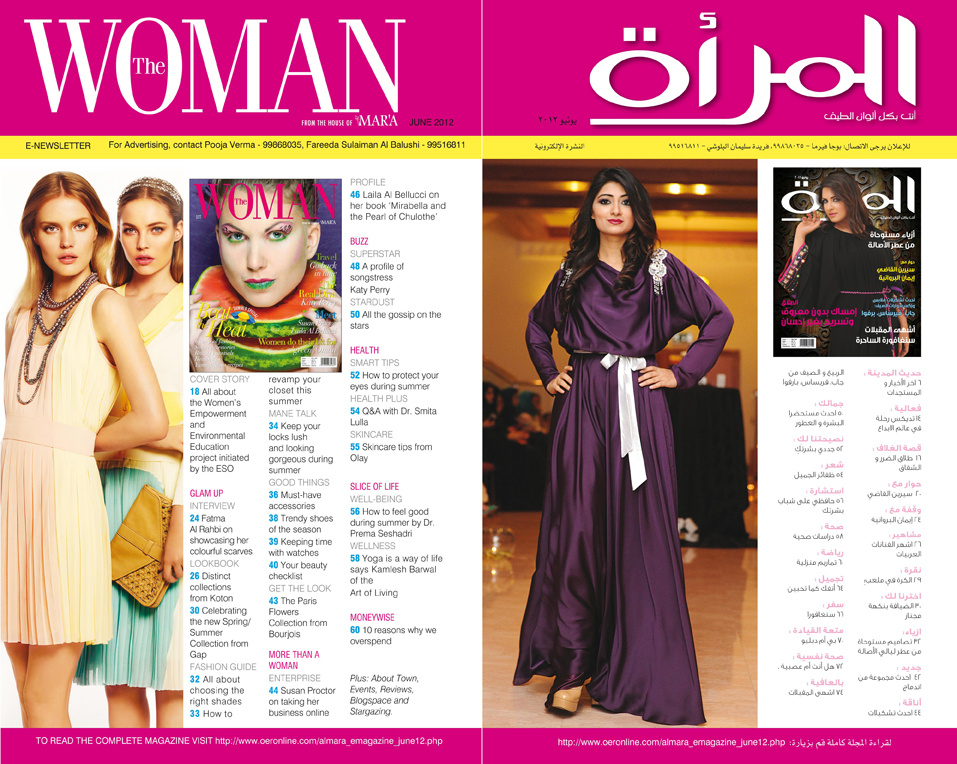 The
WOMAN
FROM THE HOUSE OF THE MAR'A
JUNE 2012
E-NEWSLETTER
For Advertising, contact Pooja Verma - 99868035, Fareeda Sulaiman Al Balushi - 99516811
The
WOMAN
COVER STORY
18 All about
the Women's
Empowerment
and
Environmental
Education
project initiated
by the ESO
GLAM UP
INTERVIEW
24 Fatma
Al Rahbi on
showcasing her
colourful scarves
LOOKBOOK
26 Distinct
collections
from Koton
30 Celebrating
the new Spring/
Summer
Collection from
Gap
FASHION GUIDE
32 All about
choosing the
right shades
33 How to
revamp your
closet this
summer
MANE TALK
34 Keep your
locks lush
and looking
gorgeous during
summer
GOOD THINGS
36 Must-have
accessories
38 Trendy shoes
of the season
39 Keeping time
with watches
40 Your beauty
checklist
GET THE LOOK
43 The Paris
Flowers
Collection from
Bourjois
MORE THAN A
WOMAN
ENTERPRISE
44 Susan Proctor
on taking her
business online
PROFILE
46 Laila Al Bellucci on
her book 'Mirabella and
the Pearl of Chulothe'
BUZZ
SUPERSTAR
48 A profile of
songstress
Katy Perry
STARDUST
50 All the gossip on the
stars
HEALTH
SMART TIPS
52 How to protect your
eyes during summer
HEALTH PLUS
54 Q&A with Dr. Smita
Lulla
SKINCARE
55 Skincare tips from
Olay
SLICE OF LIFE
WELL-BEING
56 How to feel good
during summer by Dr.
Prema Seshadri
WELLNESS
58 Yoga is a way of life
says Kamlesh Barwal
of the
Art of Living
MONEYWISE
60 10 reasons why we
overspend
Plus: About Town,
Events, Reviews,
Blogspace and
Stargazing.
TO READ THE COMPLETE MAGAZINE VISIT http://www.oeronline.com/almara_emagazine_june12.php
المرأة
أنت بكل ألوان الطيف
يونيو ٢٠١٢
للإعلان يرجى الاتصال: بوجا فيرما - ٩٩٨٦٨٠٣٥، فريدة سليمان البلوشي - ٩٩٥١٦٨١١
النشرة الإلكترونية
المرأة
أزياء مستوحاة
من عطر الأصالة
سيرين القاضي
إيمان البروانية
الطلاق
إمساك بدون معروف
وتسريح بغير إحسان
أشهى المقبلات
سنغافورة الساحرة
حديث المدينة :
٦ اخر الأخبار و
المستجدات
فعالية :
١٤ تديكس رحلة
في عالم الابداع
قصة الغلاف :
١٦ طلاق الضرر و
الشقاق
حوار مع :
٢٠ سيرين القاضي
وقفة مع :
٢٤ إيمان البروانية
مشاهير :
٢٦ اشهر الفنانات
العربيات
نقرة :
٢٩ الكرة في ملعب
اخترنا لك :
٣٠ الضيافة بنكهة
مجنار
ازياء:
٣٢ تصاميم مستوحاة
من عطر ليالي الأصالة
جديد :
٤٢ احدث مجموعة من
اندماج
أناقة :
٤٤ احدث تشكيلات
الربيع و الصيف من
جاب، فريساس، بارفوا
جمالك :
٥٠ احدث مستحضرا
البشره و العطور
نصيحتنا لك :
٥٢ جددي بشرتك
شعر :
٥٤ ظفائر الجميل
استشارة :
٥٦ حافظي على شباب
بشرتك
صحة :
٥٨ دراسات صحية
رياضة :
٦٠ تماريم منزلية
تجميل :
٦٤ أنفك كما تحبين
سفر :
٦٦ سنغافورا
متعة القيادة :
٧٠ بي أم دبليو
صحة نفسية :
٧٢ هل أنت أم عصبية .
بالعافية :
٧٤ اشهى المقبلات
لقراءة المجلة كاملة قم بزيارة: http://www.oeronline.com/almara_emagazine_june12.php